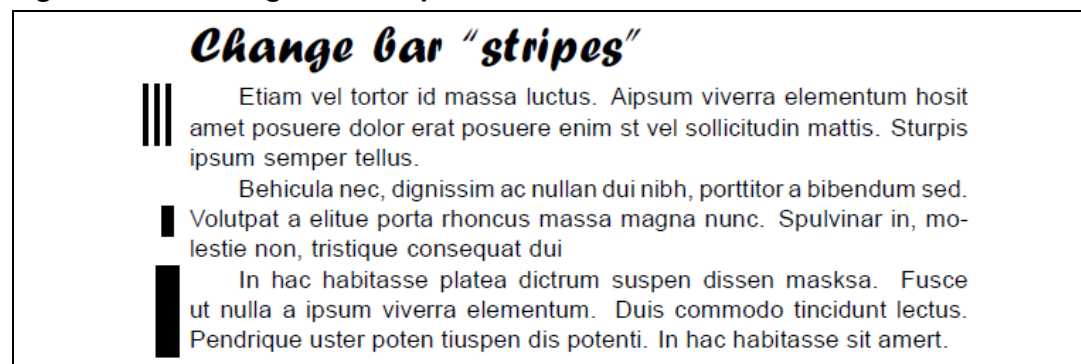 Change bar “stripes”
Etiam vel tortor id massa luctus. Aipsum viverra elementum hosit
amet posuere dolor erat posuere enim st vel sollicitudin mattis. Sturpis
ipsum semper tellus.
Behicula nec, dignissim ac nullan dui nibh, porttitor a bibendum sed.
Volutpat a elitue porta rhoncus massa magna nunc. Spulvinar in, mo-
lestie non, tristique consequat dui
In hac habitasse platea dictrum suspen dissen masksa. Fusce
ut nulla a ipsum viverra elementum. Duis commodo tincidunt lectus.
Pendrique uster poten tiuspen dis potenti. In hac habitasse sit amert.